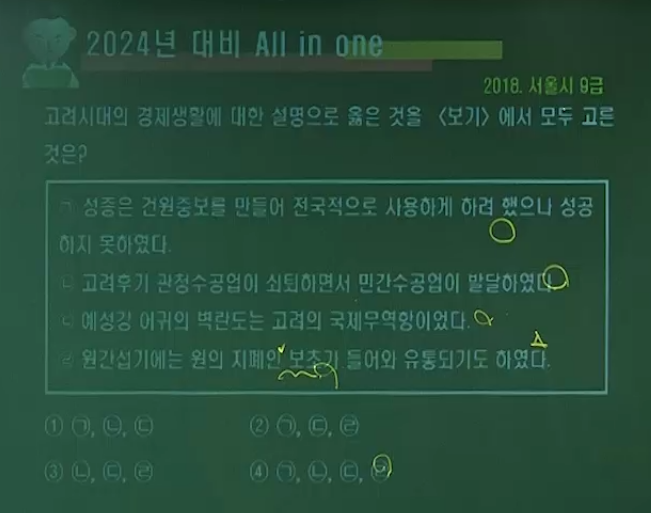 2024년 대비 All in one
2018. 서울시 9급
고려시대의 경제생활에 대한 설명으로 옳은 것을 <보기>에서 모두 고른
것은?
㉠ 성종은 건원중보를 만들어 전국적으로 사용하게 하려 했으나 성공
하지 못하였다.
㉡ 고려후기 관청수공업이 쇠퇴하면서 민간수공업이 발달하였다.
㉢ 예성강 어귀의 벽란도는 고려의 국제무역항이었다.
㉣ 원간섭기에는 원의 지폐인 보초가 들어와 유통되기도 하였다.
① ㉠, ㉡, ㉢ ② ㉠, ㉢, ㉣
③ ㉡, ㉢, ㉣ ④ ㉠, ㉡, ㉢, ㉣